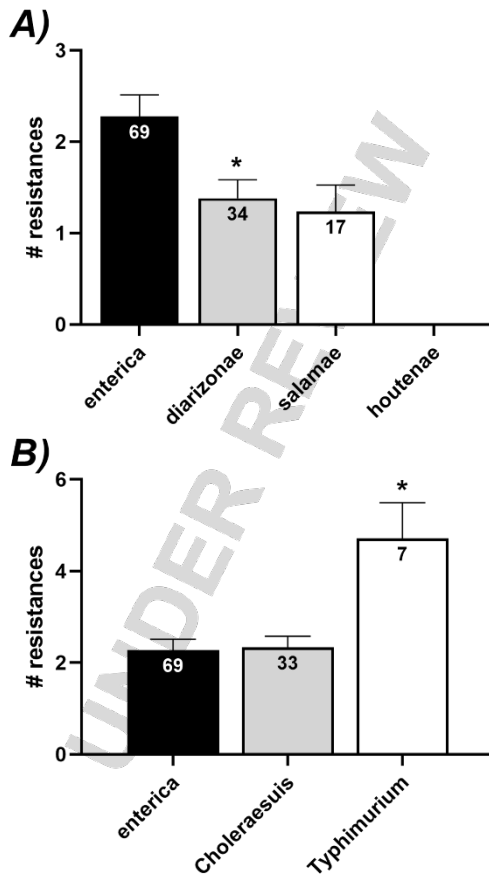 A)
3
2
1
0
# resistances
69
*
34
17
enterica
diarizonae
salamae
houtenae
B)
6
4
2
0
# resistances
69
33
*
7
enterica
Choleraesuis
Typhimurium
UNDER REVIEW